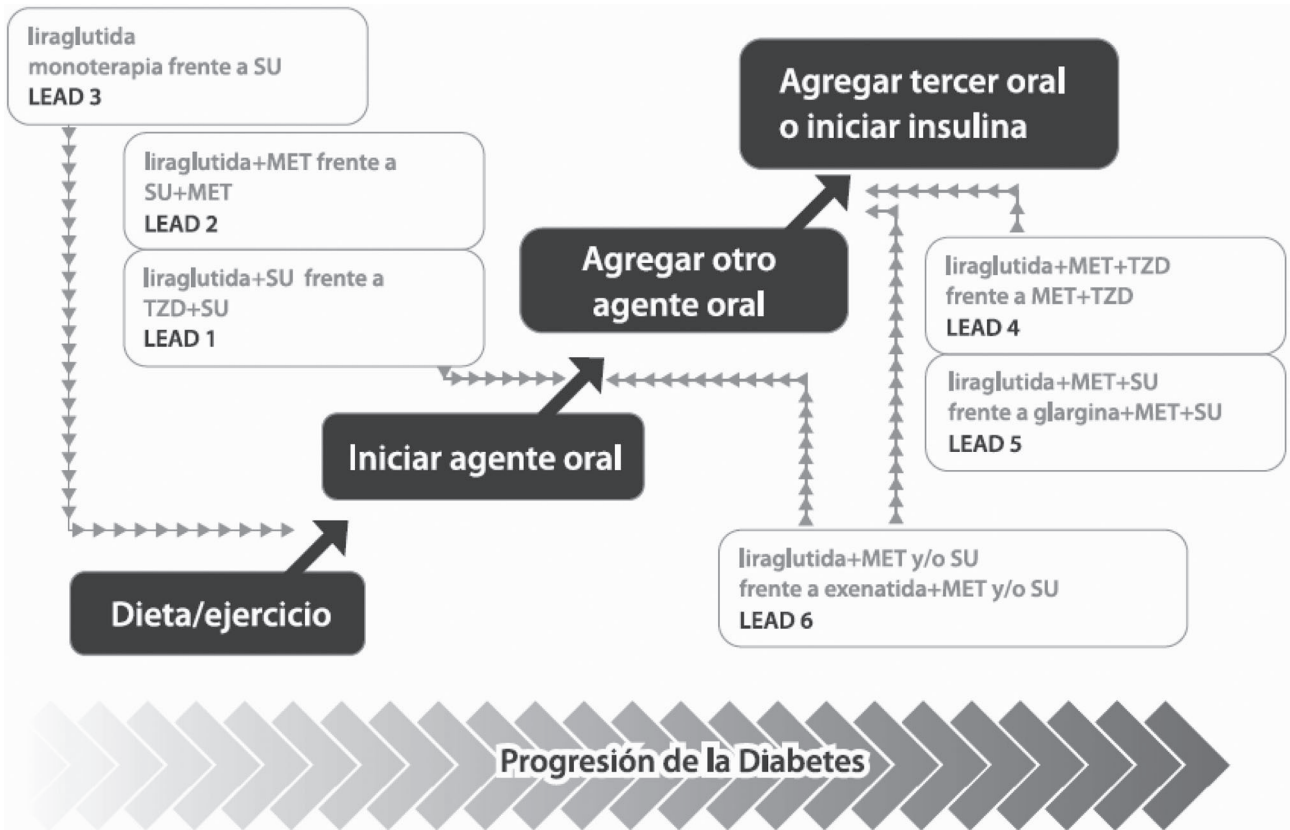 liraglutida
monoterapia frente a SU
LEAD 3
liraglutida+MET frente a
SU+MET
LEAD 2
liraglutida+SU frente a
TZD+SU
LEAD 1
Agregar tercer oral
o iniciar insulina
Agregar otro
agente oral
liraglutida+MET+TZD
frente a MET+TZD
LEAD 4
liraglutida+MET+SU
frente a glargina+MET+SU
LEAD 5
Iniciar agente oral
liraglutida+MET y/o SU
frente a exenatida+MET y/o SU
LEAD 6
Dieta/ejercicio
Progresión de la Diabetes